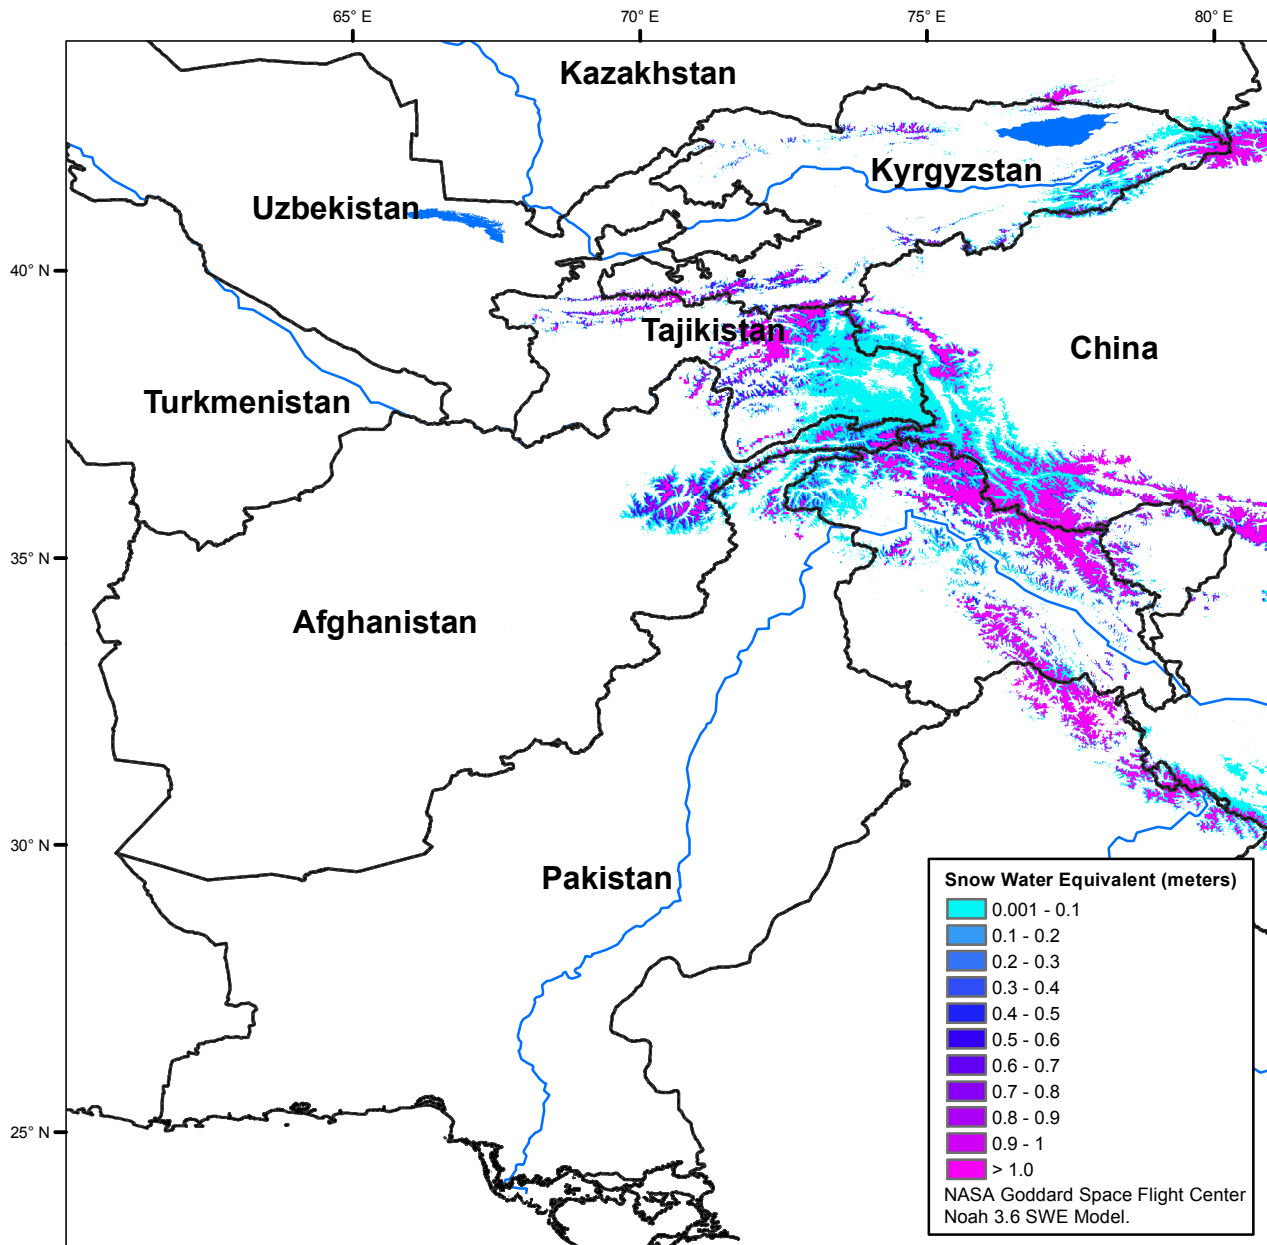 65° E
70° E
75° E
80° E
Kazakhstan
Kyrgyzstan
Uzbekistan
40° N
Tajikistan
China
Turkmenistan
35° N
Afghanistan
30° N
Pakistan
25° N
Snow Water Equivalent (meters)
0.001 - 0.1
0.1 - 0.2
0.2 - 0.3
0.3 - 0.4
0.4 - 0.5
0.5 - 0.6
0.6 - 0.7
0.7 - 0.8
0.8 - 0.9
0.9 - 1
> 1.0
NASA Goddard Space Flight Center
Noah 3.6 SWE Model.